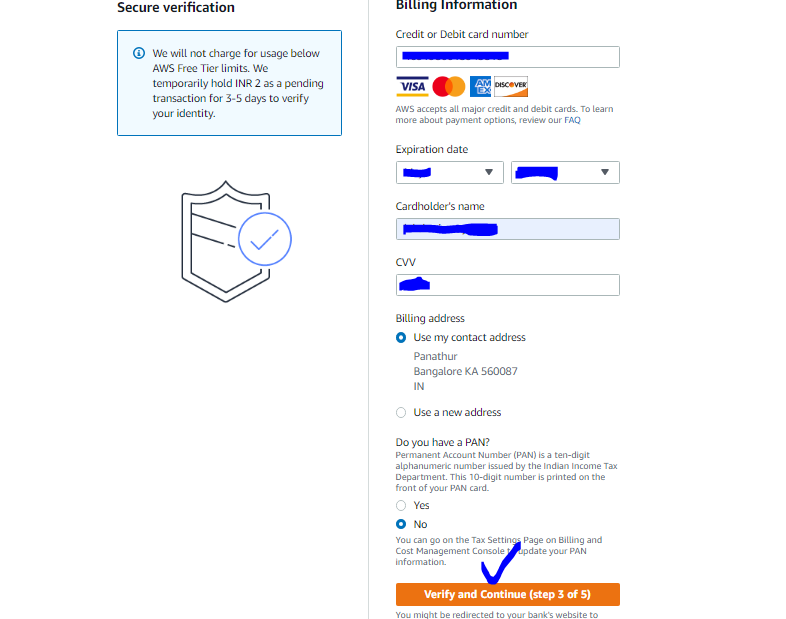 Secure verification
We will not charge for usage below
AWS Free Tier limits. We
temporarily hold INR 2 as a pending
transaction for 3-5 days to verify
your identity.
Billing Information
Credit or Debit card number
VISA
AM
EX
DISCOVER
AWS accepts all major credit and debit cards. To learn
more about payment options, review our FAQ
Expiration date
Cardholder's name
CVV
Billing address
Use my contact address
Panathur
Bangalore KA 560087
IN
Use a new address
Do you have a PAN?
Permanent Account Number (PAN) is a ten-digit
alphanumeric number issued by the Indian Income Tax
Department. This 10-digit number is printed on the
front of your PAN card.
Yes
No
You can go on the Tax Settings Page on Billing and
Cost Management Console to update your PAN
information.
Verify and Continue (step 3 of 5)
You might be redirected to your bank's website to